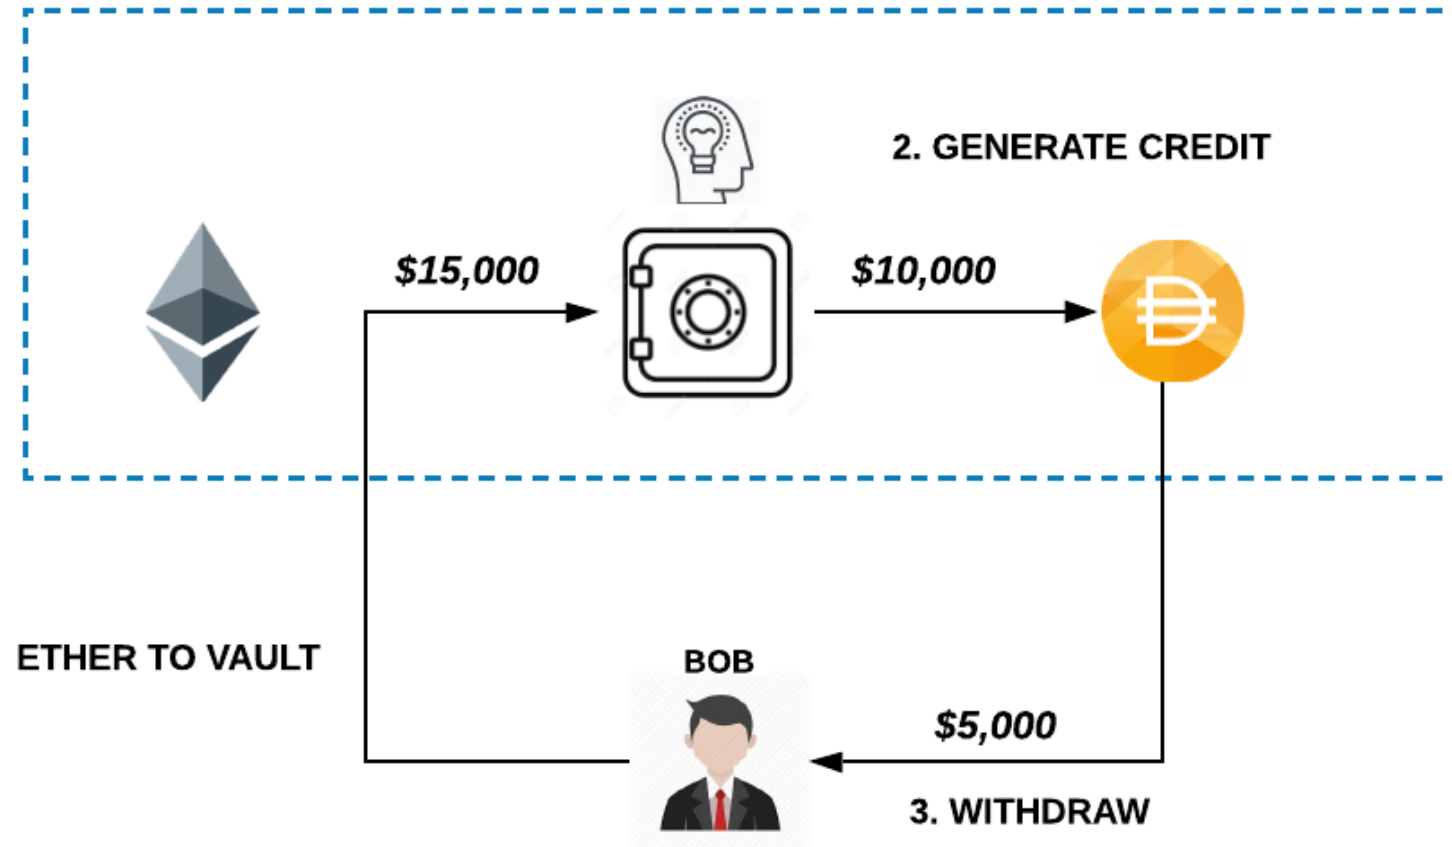 2. GENERATE CREDIT
$15,000
$10,000
ETHER TO VAULT
BOB
$5,000
3. WITHDRAW